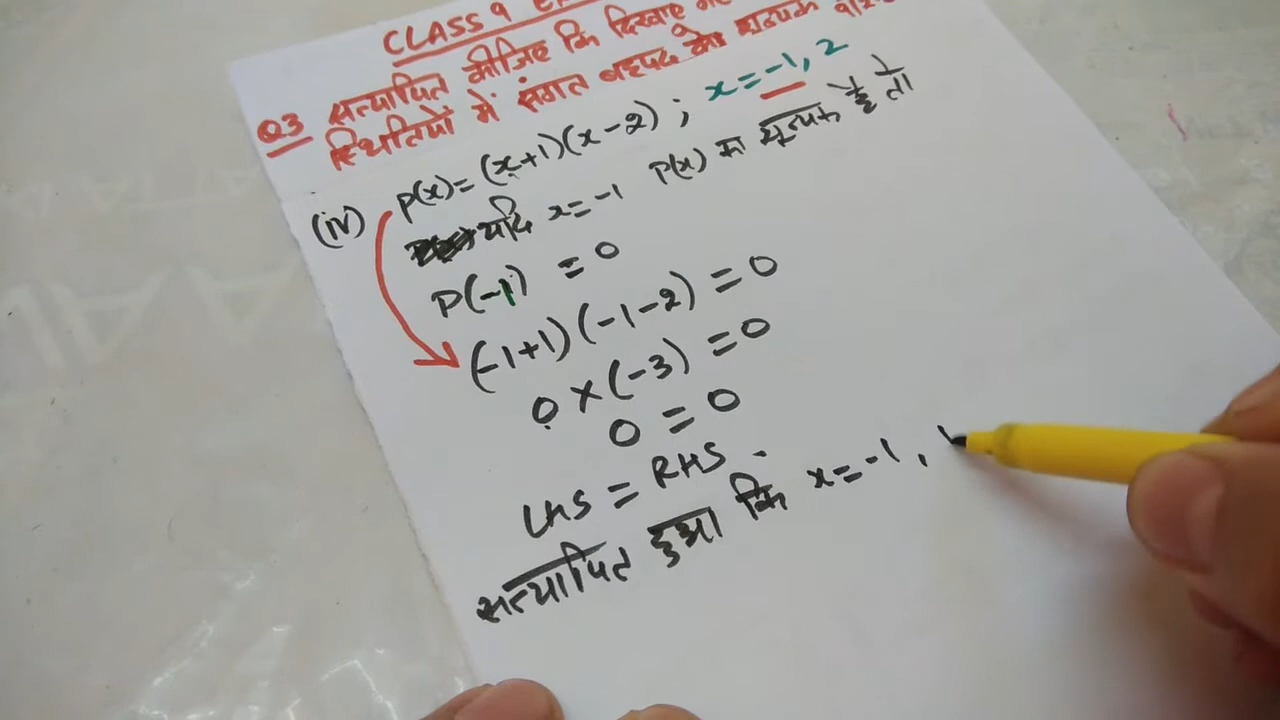 CLASS 9
Q3 सत्यापित कीजिए कि दिखाए
स्थितियों में संगत बहुपद के शून्यक
(iv) p(x)=(x+1)(x-2) ; x=-1,2
यदि x=-1 P(x) का शून्यक है तो
P(-1) = 0
(-1+1)(-1-2) = 0
0 × (-3) = 0
0 = 0
LHS = RHS .
सत्यापित हुआ कि x=-1 ,